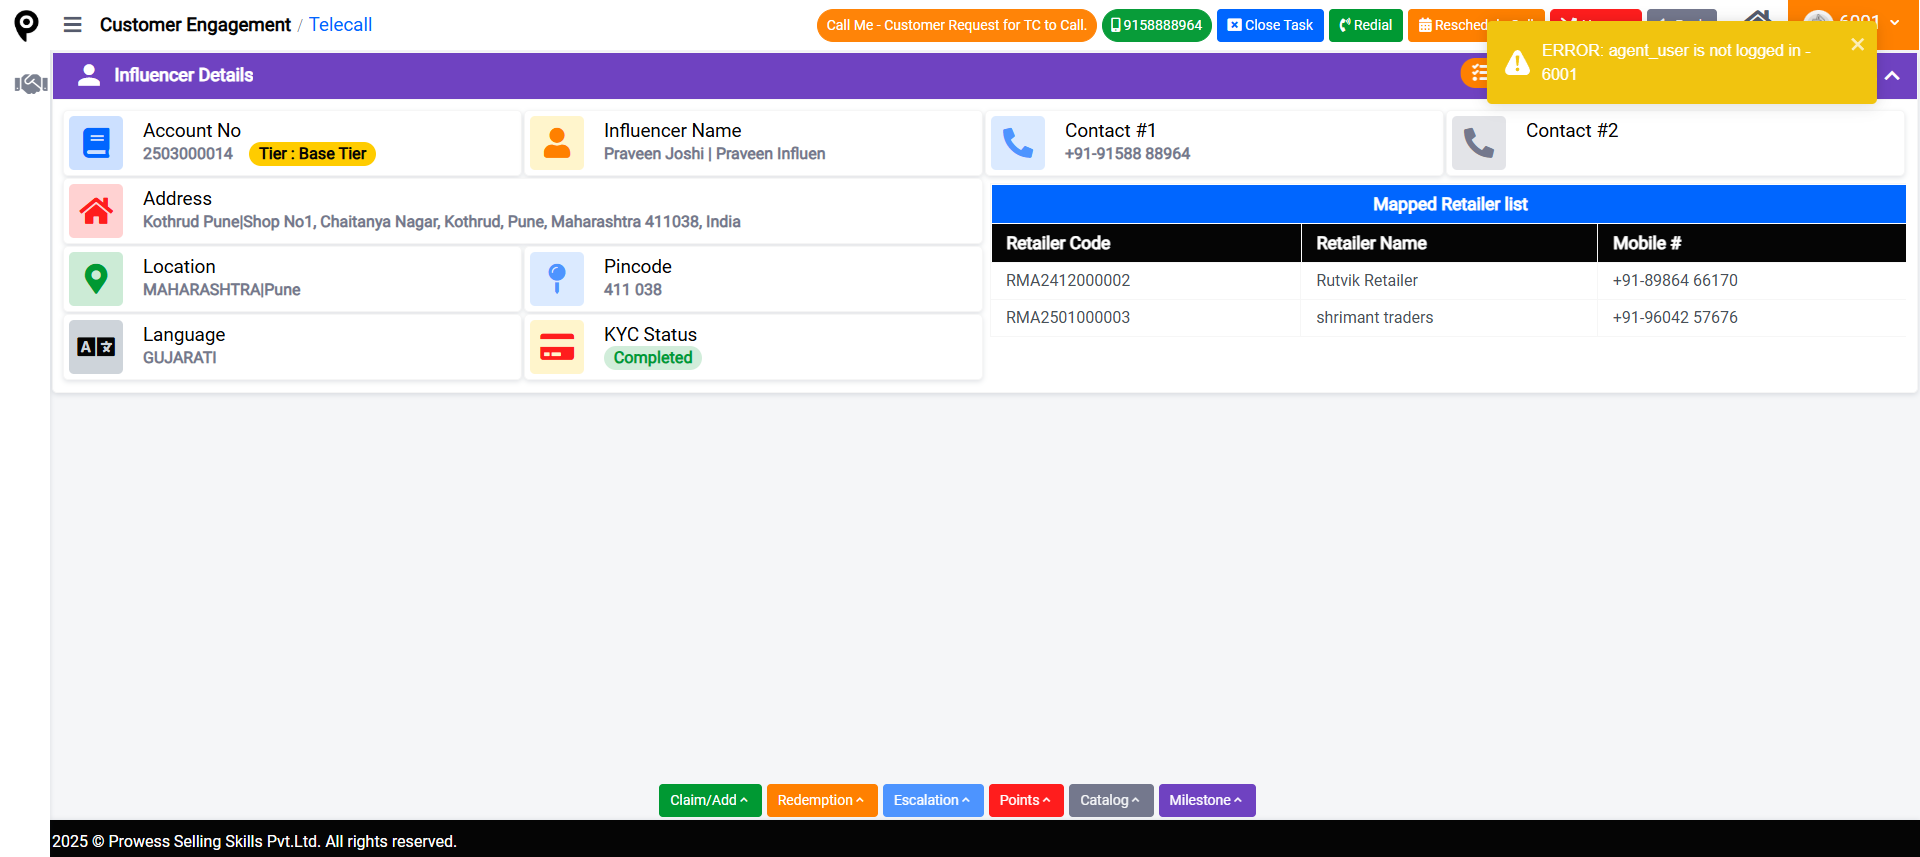 Customer Engagement / Telecall
Call Me - Customer Request for TC to Call.
9158888964
Close Task
Redial
6001
ERROR: agent_user is not logged in -
6001
Influencer Details
Account No
2503000014 Tier : Base Tier
Influencer Name
Praveen Joshi | Praveen Influen
Contact #1
+91-91588 88964
Contact #2
Address
Kothrud Pune|Shop No1, Chaitanya Nagar, Kothrud, Pune, Maharashtra 411038, India
Location
MAHARASHTRA|Pune
Pincode
411 038
Language
GUJARATI
KYC Status
Completed
Mapped Retailer list
Retailer Code Retailer Name Mobile #
RMA2412000002 Rutvik Retailer +91-89864 66170
RMA2501000003 shrimant traders +91-96042 57676
Claim/Add
Redemption
Escalation
Points
Catalog
Milestone
2025 © Prowess Selling Skills Pvt.Ltd. All rights reserved.